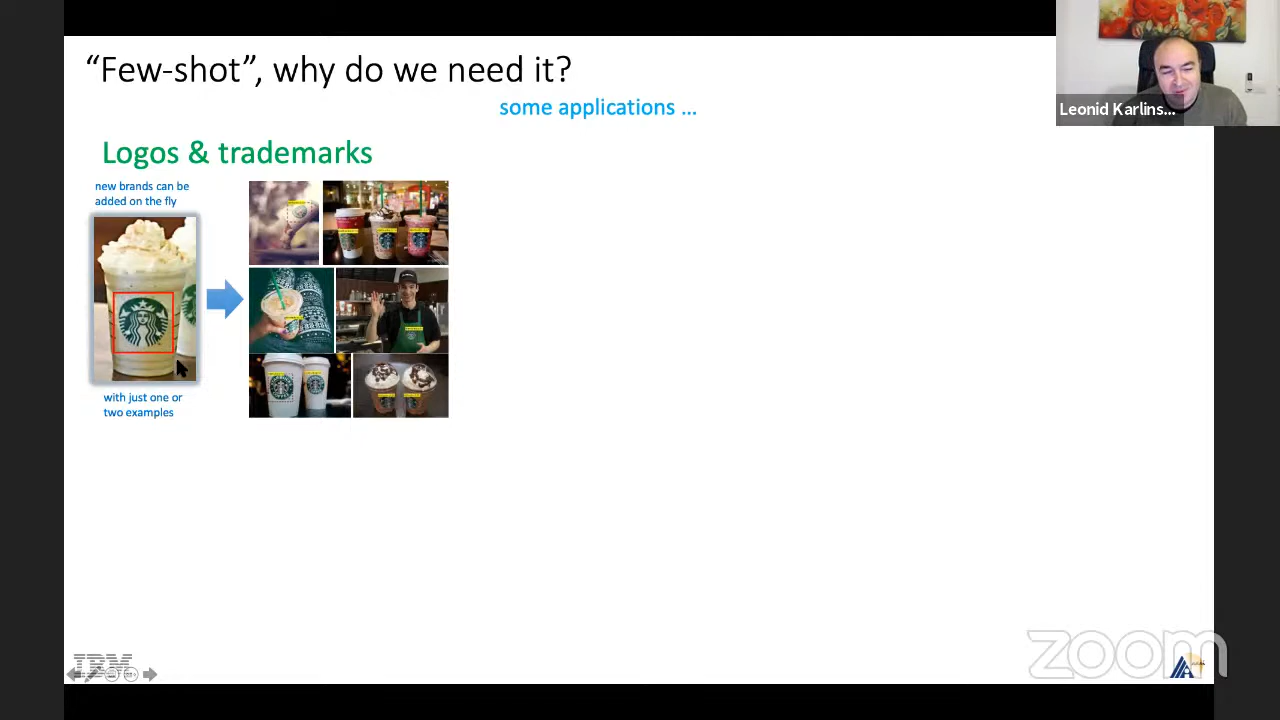 “Few-shot”, why do we need it?
some applications ...
Leonid Karlins...
Logos & trademarks
new brands can be
added on the fly
with just one or
two examples
IBM
zoom